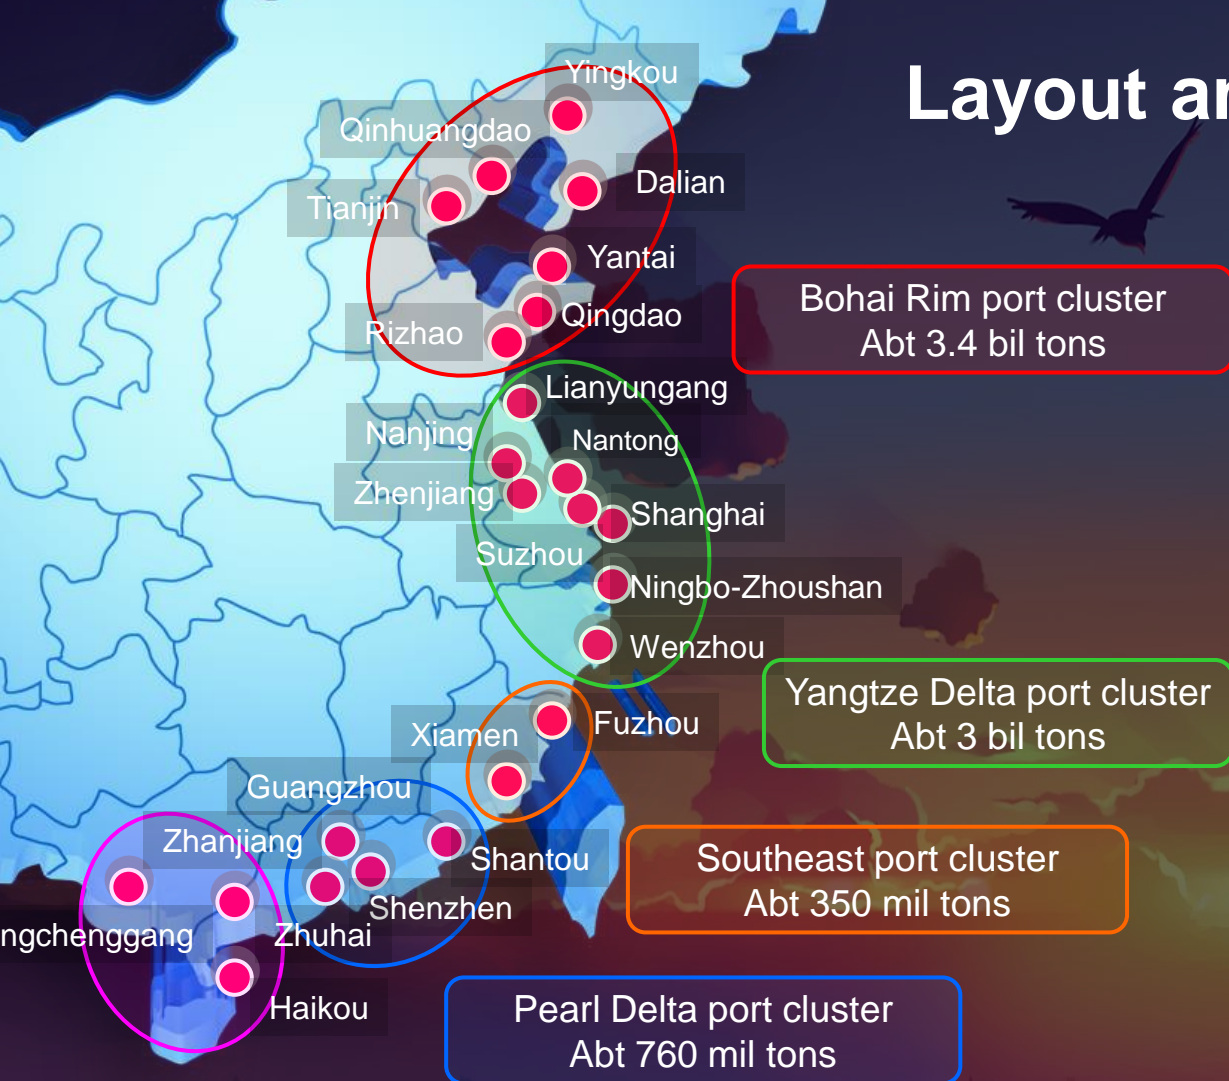 Layout
Yingkou
Qinhuangdao
Dalian
Tianjin
Yantai
Bohai Rim port cluster
Abt 3.4 bil tons
Qingdao
Rizhao
Lianyungang
Nanjing
Nantong
Zhenjiang
Shanghai
Suzhou
Ningbo-Zhoushan
Wenzhou
Yangtze Delta port cluster
Abt 3 bil tons
Fuzhou
Xiamen
Guangzhou
Zhanjiang
Shantou
Southeast port cluster
Abt 350 mil tons
Shenzhen
ngchenggang
Zhuhai
Haikou
Pearl Delta port cluster
Abt 760 mil tons